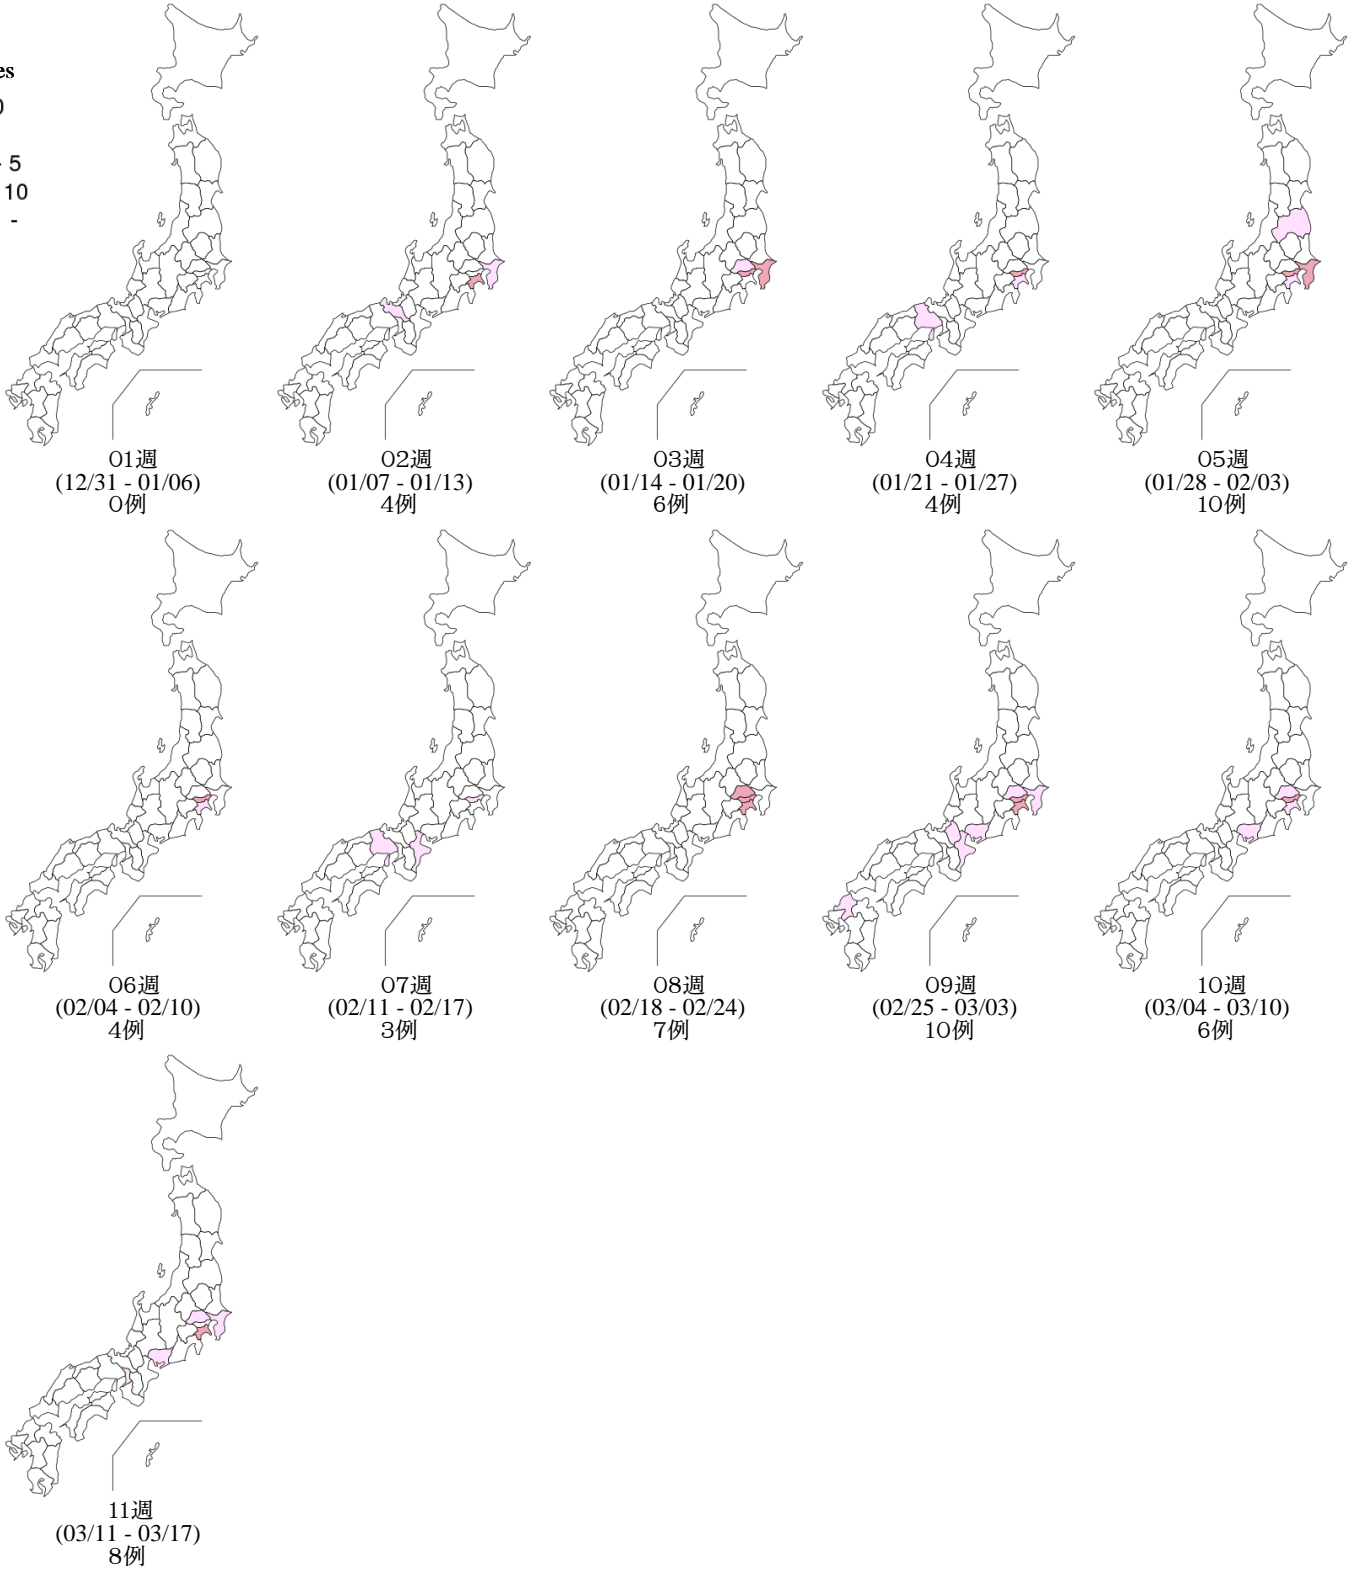 es
0
- 5
10
-
01週
(12/31 - 01/06)
0例
02週
(01/07 - 01/13)
4例
03週
(01/14 - 01/20)
6例
04週
(01/21 - 01/27)
4例
05週
(01/28 - 02/03)
10例
06週
(02/04 - 02/10)
4例
07週
(02/11 - 02/17)
3例
08週
(02/18 - 02/24)
7例
09週
(02/25 - 03/03)
10例
10週
(03/04 - 03/10)
6例
11週
(03/11 - 03/17)
8例